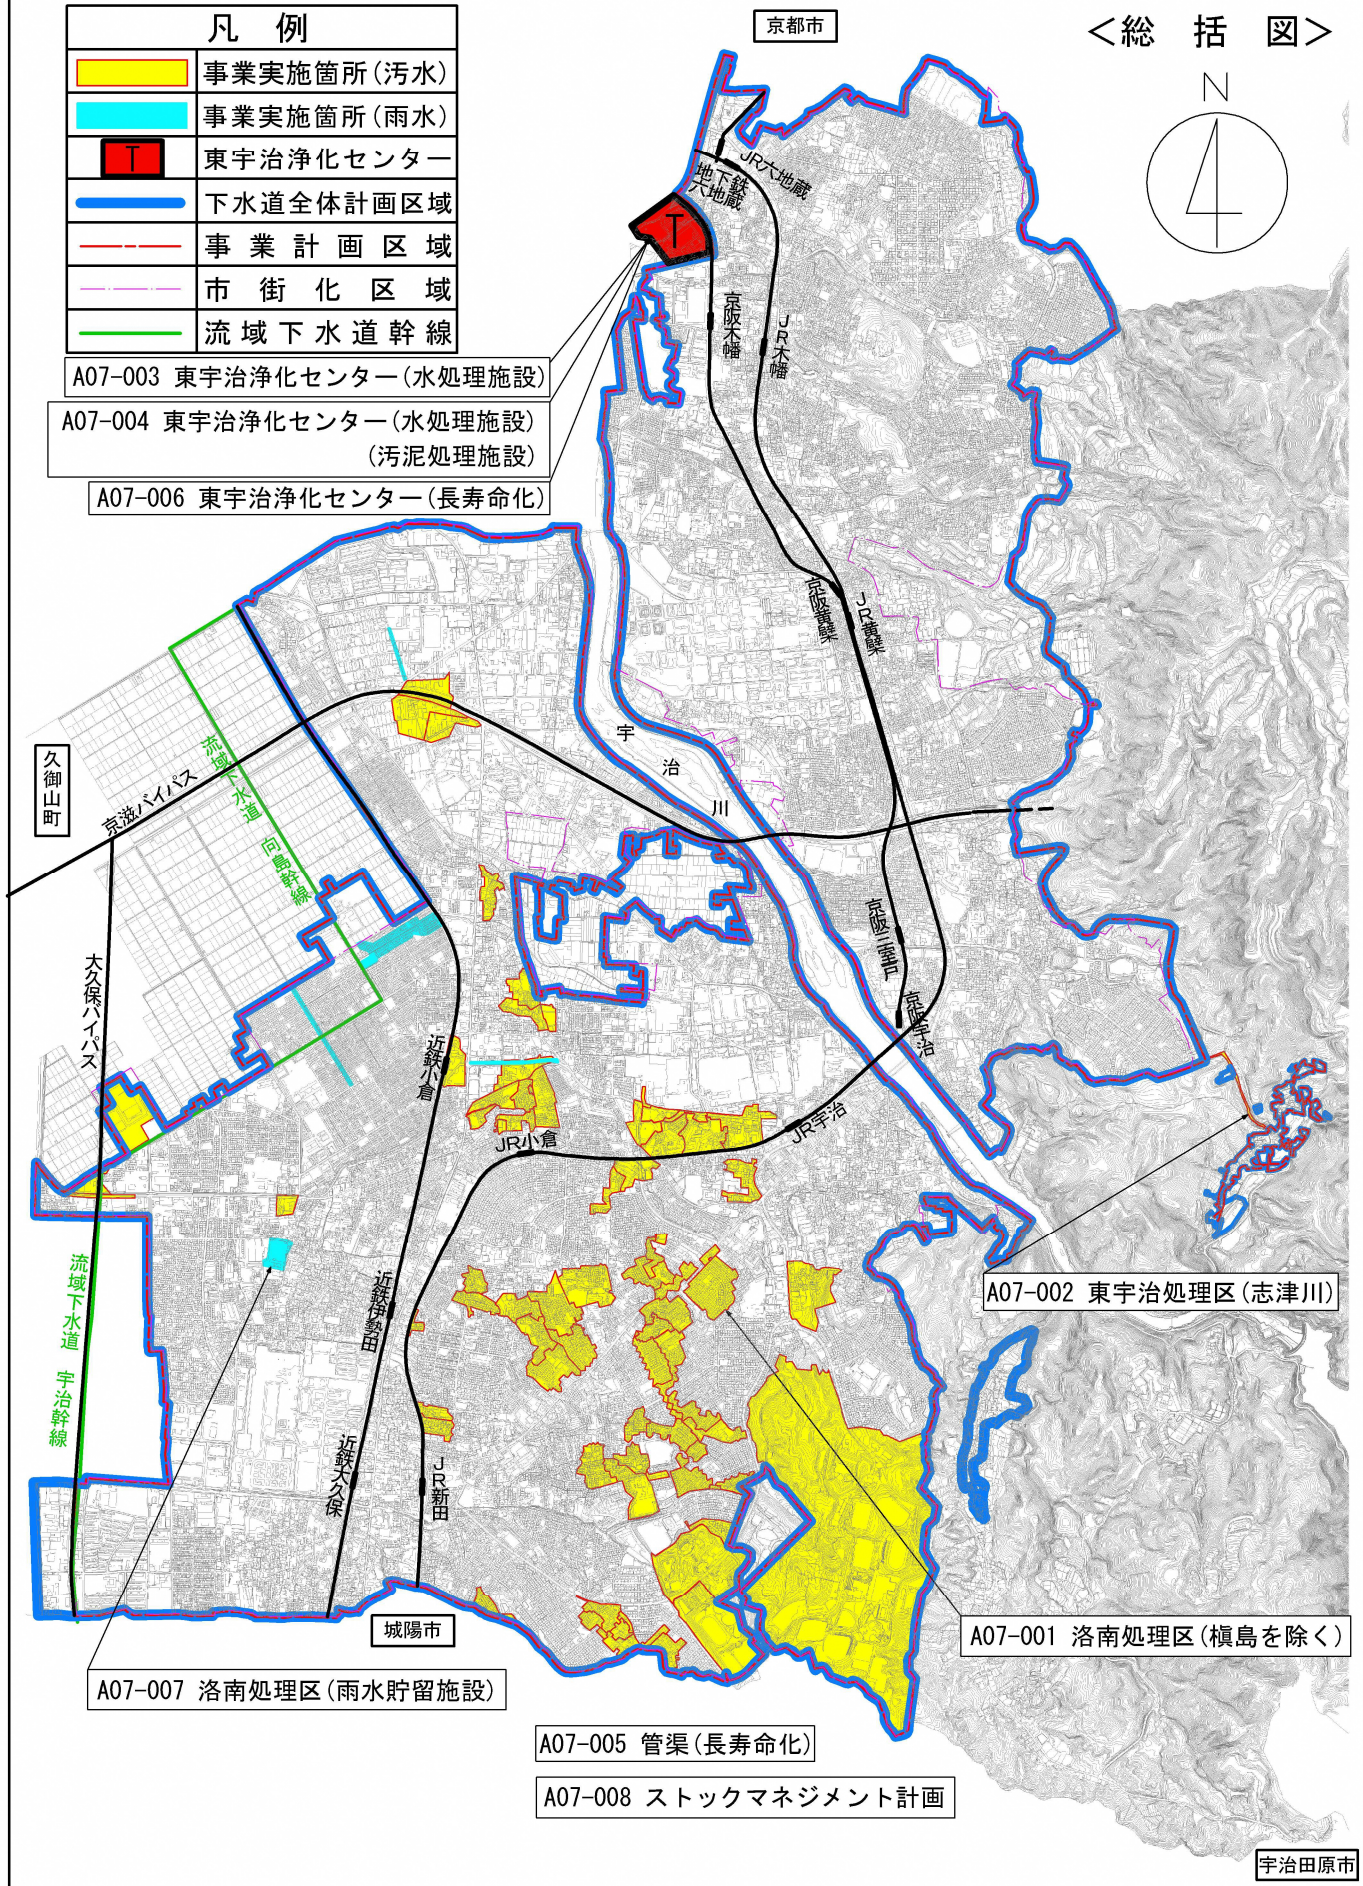 凡 例
事業実施箇所(汚水)
事業実施箇所(雨水)
T
東宇治浄化センター
下水道全体計画区域
事業計画区域
市街化区域
流域下水道幹線
京都市
<総 括 図>
N
JR六地蔵
地下鉄
六地蔵
T
京阪木幡
JR木幡
A07-003 東宇治浄化センター(水処理施設)
A07-004 東宇治浄化センター(水処理施設)
(汚泥処理施設)
A07-006 東宇治浄化センター(長寿命化)
京阪黄檗
JR黄檗
宇
治
川
久御山町
京滋バイパス
流域下水道 向島幹線
大久保バイパス
京阪三室戸
京阪宇治
近鉄小倉
JR小倉
JR宇治
A07-002 東宇治処理区(志津川)
流域下水道 宇治幹線
近鉄伊勢田
近鉄大久保
JR新田
城陽市
A07-001 洛南処理区(槇島を除く)
A07-007 洛南処理区(雨水貯留施設)
A07-005 管渠(長寿命化)
A07-008 ストックマネジメント計画
宇治田原市